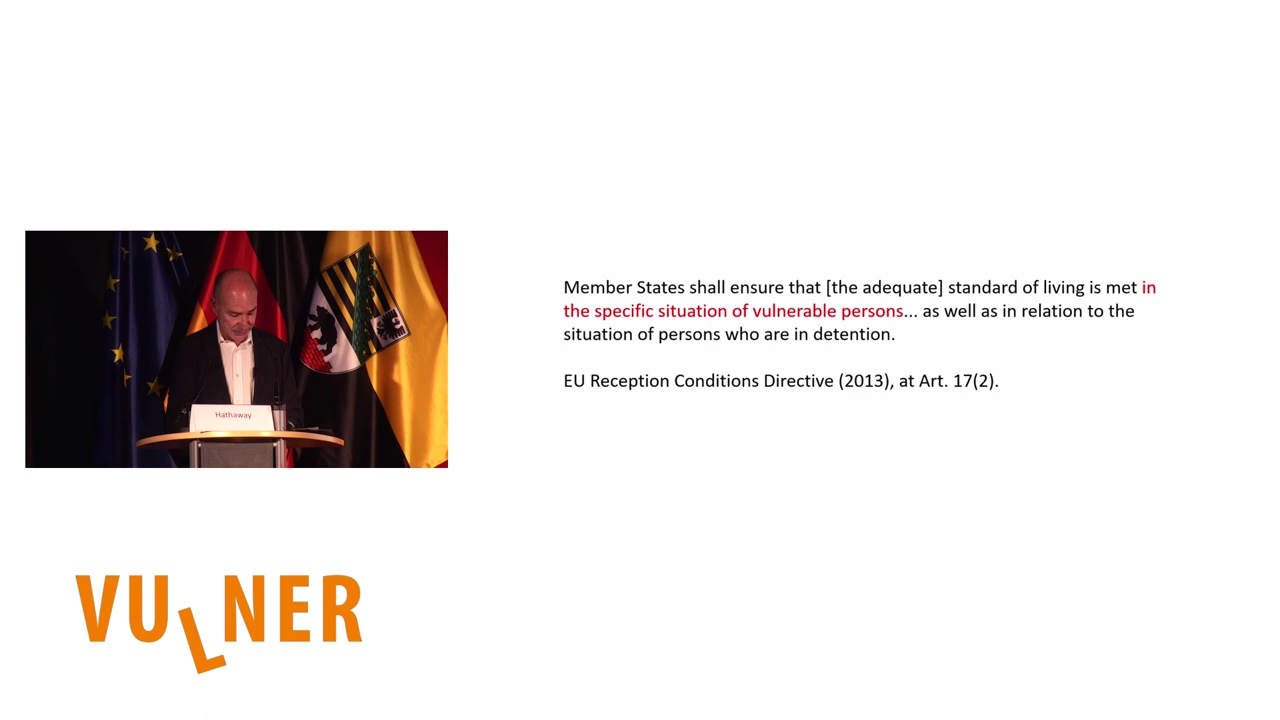 Hathaway
Member States shall ensure that [the adequate] standard of living is met in
the specific situation of vulnerable persons... as well as in relation to the
situation of persons who are in detention.
EU Reception Conditions Directive (2013), at Art. 17(2).
VULNER